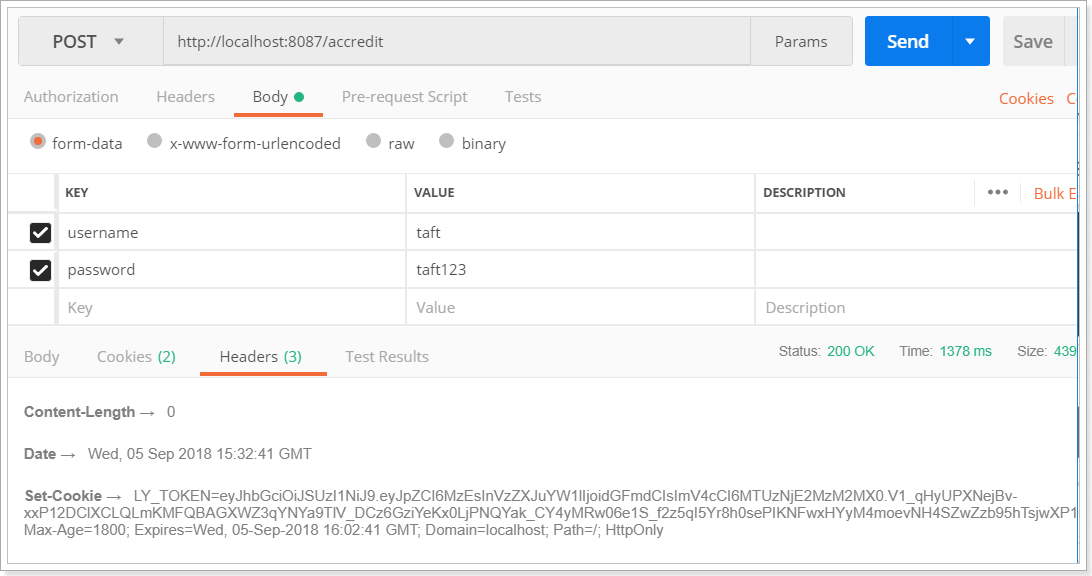 POST http://localhost:8087/accredit Params Send Save
Authorization Headers Body Pre-request Script Tests Cookies C
form-data x-www-form-urlencoded raw binary
KEY VALUE DESCRIPTION ••• Bulk E
username taft
password taft123
Key Value Description
Body Cookies (2) Headers (3) Test Results Status: 200 OK Time: 1378 ms Size: 439
Content-Length → 0
Date → Wed, 05 Sep 2018 15:32:41 GMT
Set-Cookie → LY_TOKEN=eyJhbGciOiJSUzI1NiJ9.eyJpZCI6MzEsInVzZXJuYW1lIjoidGFmdCIsImV4cCI6MTUzNjE2MzM2MX0.V1_qHyUPXNejBv-
xxP12DClXCLQLmKMFQBAGXWZ3qYNYa9TlV_DCz6GziYeKx0LjPNQYak_CY4yMRw06e1S_f2z5qI5Yr8h0sePIKNFwxHYyM4moevNH4SZwZzb95hTsjwXP1
Max-Age=1800; Expires=Wed, 05-Sep-2018 16:02:41 GMT; Domain=localhost; Path=/; HttpOnly